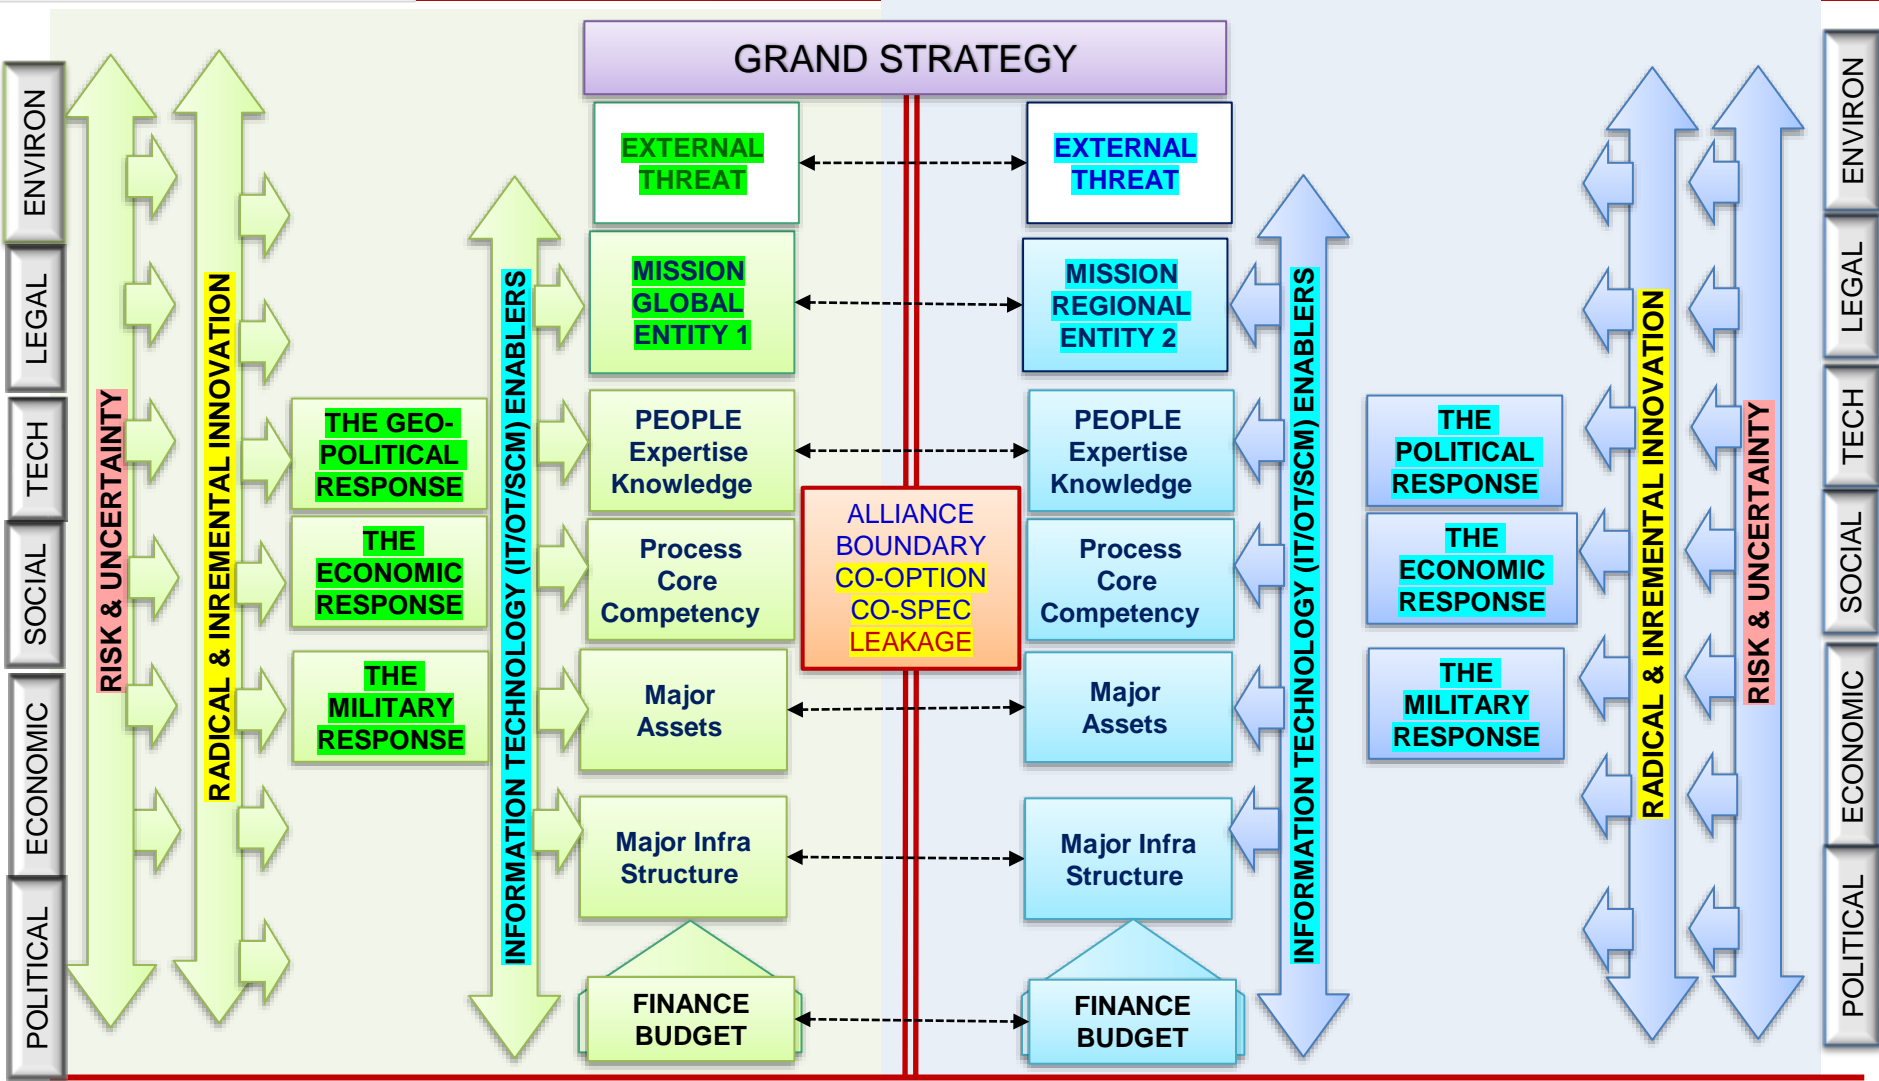 GRAND STRATEGY
ENVIRON
LEGAL
TECH
SOCIAL
ECONOMIC
POLITICAL
RISK & UNCERTAINTY
RADICAL & INREMENTAL INNOVATION
THE GEO-
POLITICAL
RESPONSE
THE
ECONOMIC
RESPONSE
THE
MILITARY
RESPONSE
INFORMATION TECHNOLOGY (IT/OT/SCM) ENABLERS
EXTERNAL
THREAT
MISSION
GLOBAL
ENTITY 1
PEOPLE
Expertise
Knowledge
Process
Core
Competency
Major
Assets
Major Infra
Structure
FINANCE
BUDGET
ALLIANCE
BOUNDARY
CO-OPTION
CO-SPEC
LEAKAGE
EXTERNAL
THREAT
MISSION
REGIONAL
ENTITY 2
PEOPLE
Expertise
Knowledge
Process
Core
Competency
Major
Assets
Major Infra
Structure
FINANCE
BUDGET
INFORMATION TECHNOLOGY (IT/OT/SCM) ENABLERS
THE
POLITICAL
RESPONSE
THE
ECONOMIC
RESPONSE
THE
MILITARY
RESPONSE
RADICAL & INREMENTAL INNOVATION
RISK & UNCERTAINTY
ENVIRON
LEGAL
TECH
SOCIAL
ECONOMIC
POLITICAL